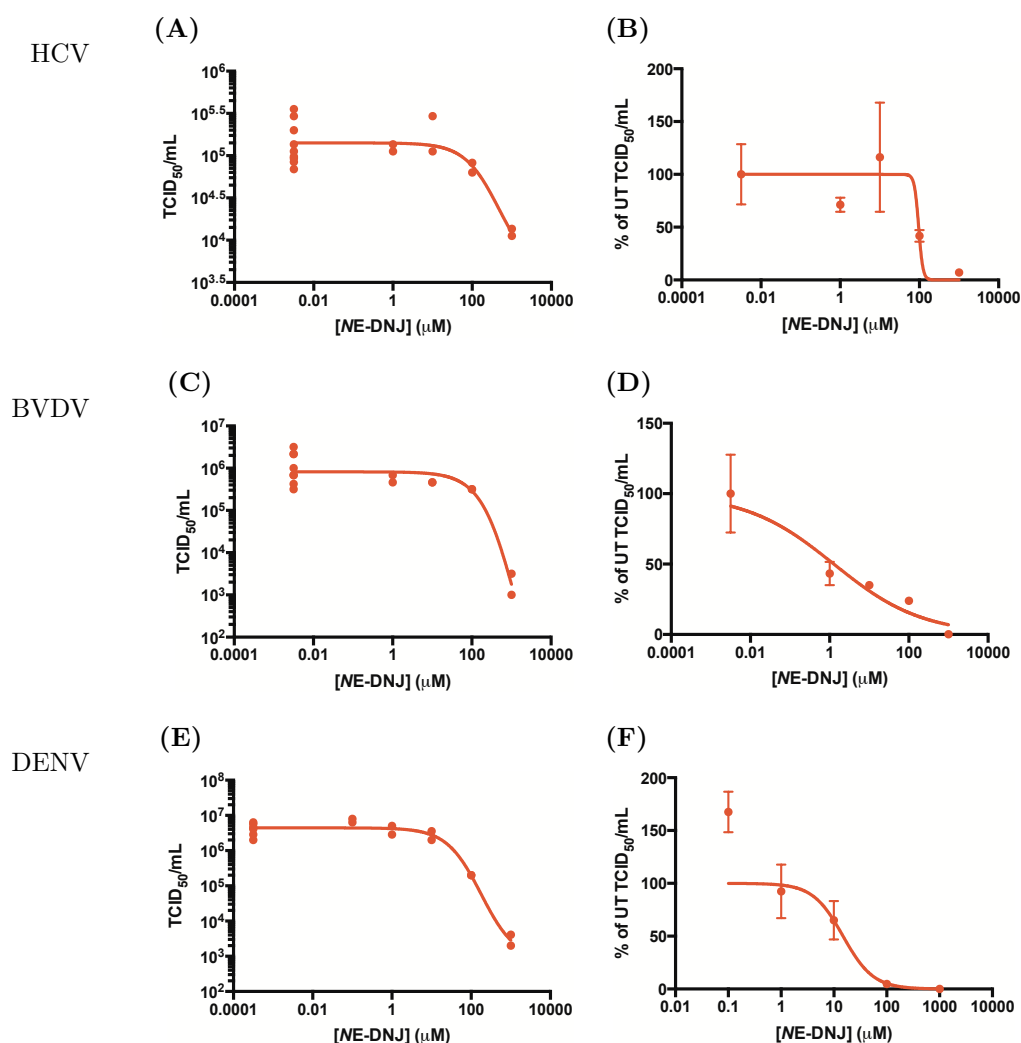 HCV
(A)
10^6
10^5.5
10^5
10^4.5
10^4
10^3.5
TCID50/mL
0.0001 0.01 1 100 10000
[NE-DNJ] (μM)
(B)
200
150
100
50
0
% of UT TCID50/mL
0.0001 0.01 1 100 10000
[NE-DNJ] (μM)
BVDV
(C)
10^7
10^6
10^5
10^4
10^3
10^2
TCID50/mL
0.0001 0.01 1 100 10000
[NE-DNJ] (μM)
(D)
150
100
50
0
% of UT TCID50/mL
0.0001 0.01 1 100 10000
[NE-DNJ] (μM)
DENV
(E)
10^8
10^7
10^6
10^5
10^4
10^3
10^2
TCID50/mL
0.0001 0.01 1 100 10000
[NE-DNJ] (μM)
(F)
200
150
100
50
0
% of UT TCID50/mL
0.01 0.1 1 10 100 1000 10000
[NE-DNJ] (μM)